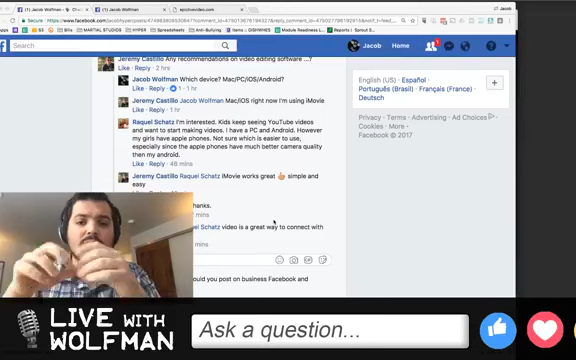 Jacob Wolfman
epiclivevideo.com
Jacob Wolfman
Search
Jacob
Home
Jeremy Castillo Any recommendations on video editing software ...?
Like · Reply · 2 hrs
Jacob Wolfman Which device? Mac/PC/iOS/Android?
Like · Reply · 1 · 1 hr
Jeremy Castillo Jacob Wolfman Mac/iOS right now I'm using iMovie
Like · Reply · 1 hr
Raquel Schatz I'm interested. Kids keep seeing YouTube videos
and want to start making videos. I have a PC and Android. However
my girls have apple phones. Not sure which is easier to use,
especially since the apple phones have much better camera quality
then my android.
Like · Reply · 46 mins
Jeremy Castillo Raquel Schatz iMovie works great simple and
easy
hanks.
mins
Schatz video is a great way to connect with
mins
ould you post on business Facebook and
English (US) · Español ·
Português (Brasil) · Français (France) ·
Deutsch
Privacy · Terms · Advertising · Ad Choices
Cookies · More ·
Facebook © 2017
LIVE WITH
WOLFMAN
Ask a question...